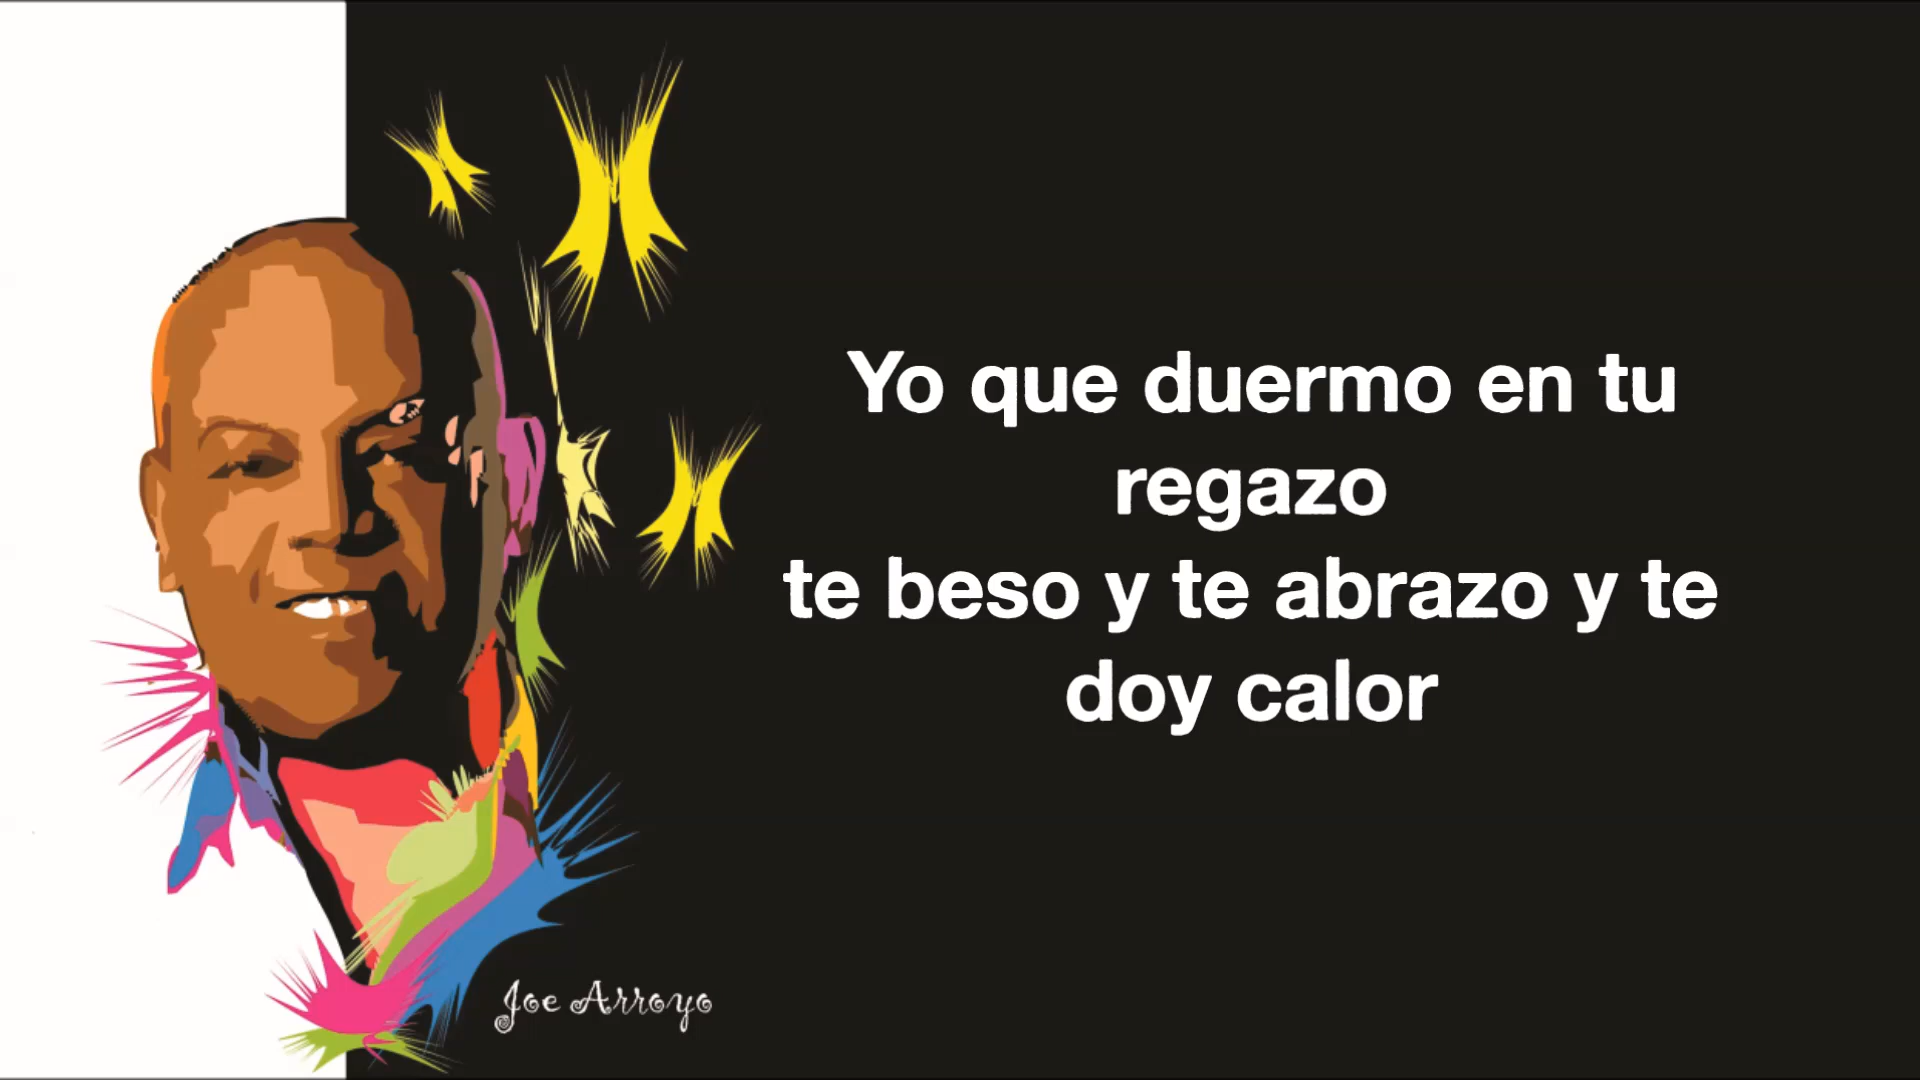 Yo que duermo en tu
regazo
te beso y te abrazo y te
doy calor
Joe Arroyo